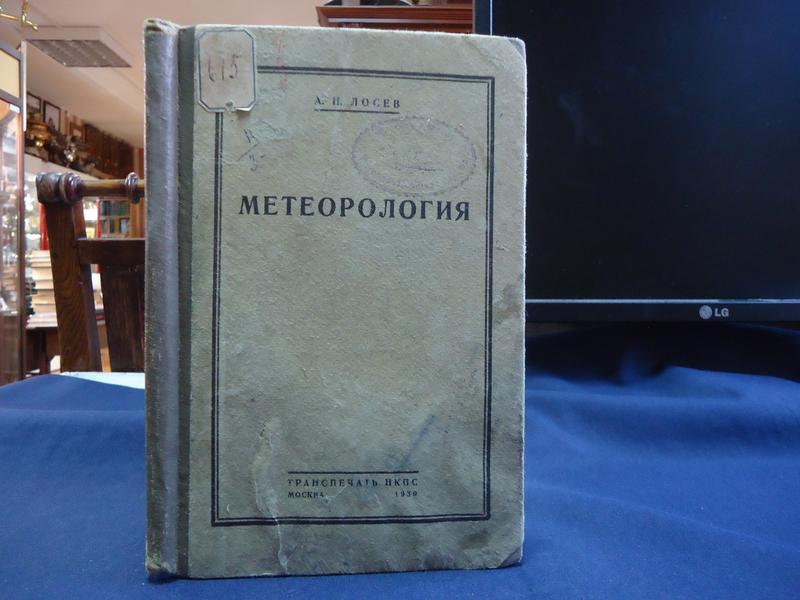 615
А. П. ЛОСЕВ
МЕТЕОРОЛОГИЯ
ТРАНСПЕЧАТЬ НКПС
МОСКВА 1930
LG